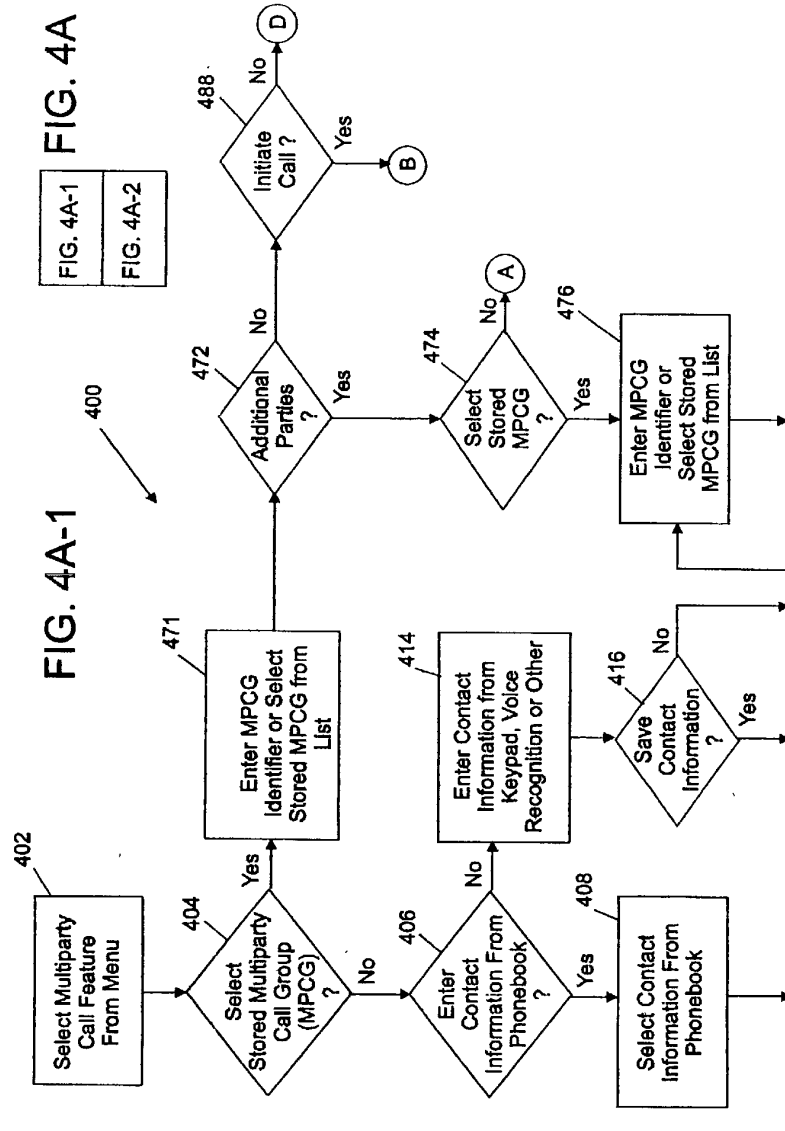 FIG. 4A-1
400
FIG. 4A-1
FIG. 4A-2
FIG. 4A
402
Select Multiparty
Call Feature
From Menu
404
Select
Stored Multiparty
Call Group
(MPCG)
?
Yes
No
471
Enter MPCG
Identifier or Select
Stored MPCG from
List
472
Additional
Parties
?
No
Yes
488
Initiate
Call ?
No
D
Yes
B
406
Enter
Contact
Information From
Phonebook
?
No
Yes
414
Enter Contact
Information from
Keypad, Voice
Recognition or Other
474
Select
Stored
MPCG
?
No
A
Yes
408
Select Contact
Information From
Phonebook
416
Save
Contact
Information
?
No
Yes
476
Enter MPCG
Identifier or
Select Stored
MPCG from List